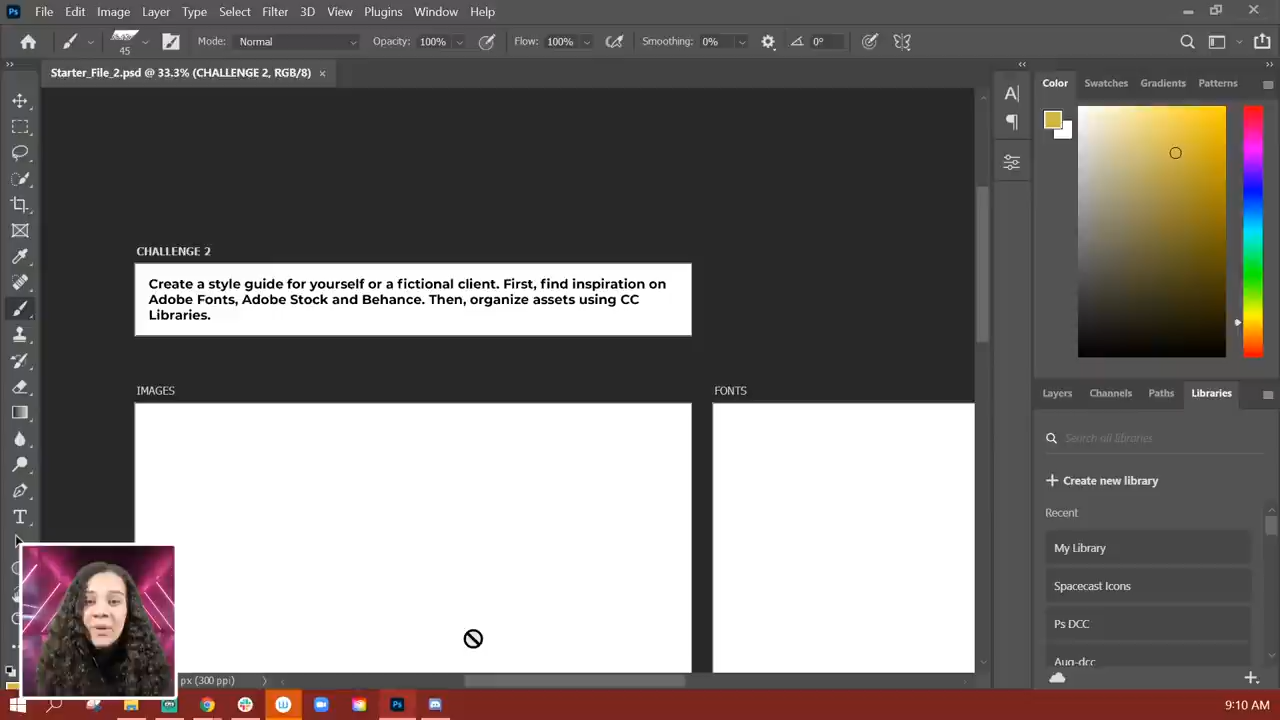 Ps File Edit Image Layer Type Select Filter 3D View Plugins Window Help
45 Mode: Normal Opacity: 100% Flow: 100% Smoothing: 0% 0°
Starter_File_2.psd @ 33.3% (CHALLENGE 2, RGB/8) ×
Color Swatches Gradients Patterns
CHALLENGE 2
Create a style guide for yourself or a fictional client. First, find inspiration on
Adobe Fonts, Adobe Stock and Behance. Then, organize assets using CC
Libraries.
IMAGES
FONTS
Layers Channels Paths Libraries
Search all libraries
+ Create new library
Recent
My Library
Spacecast Icons
Ps DCC
Aug-dcc
px (300 ppi)
Ps
9:10 AM